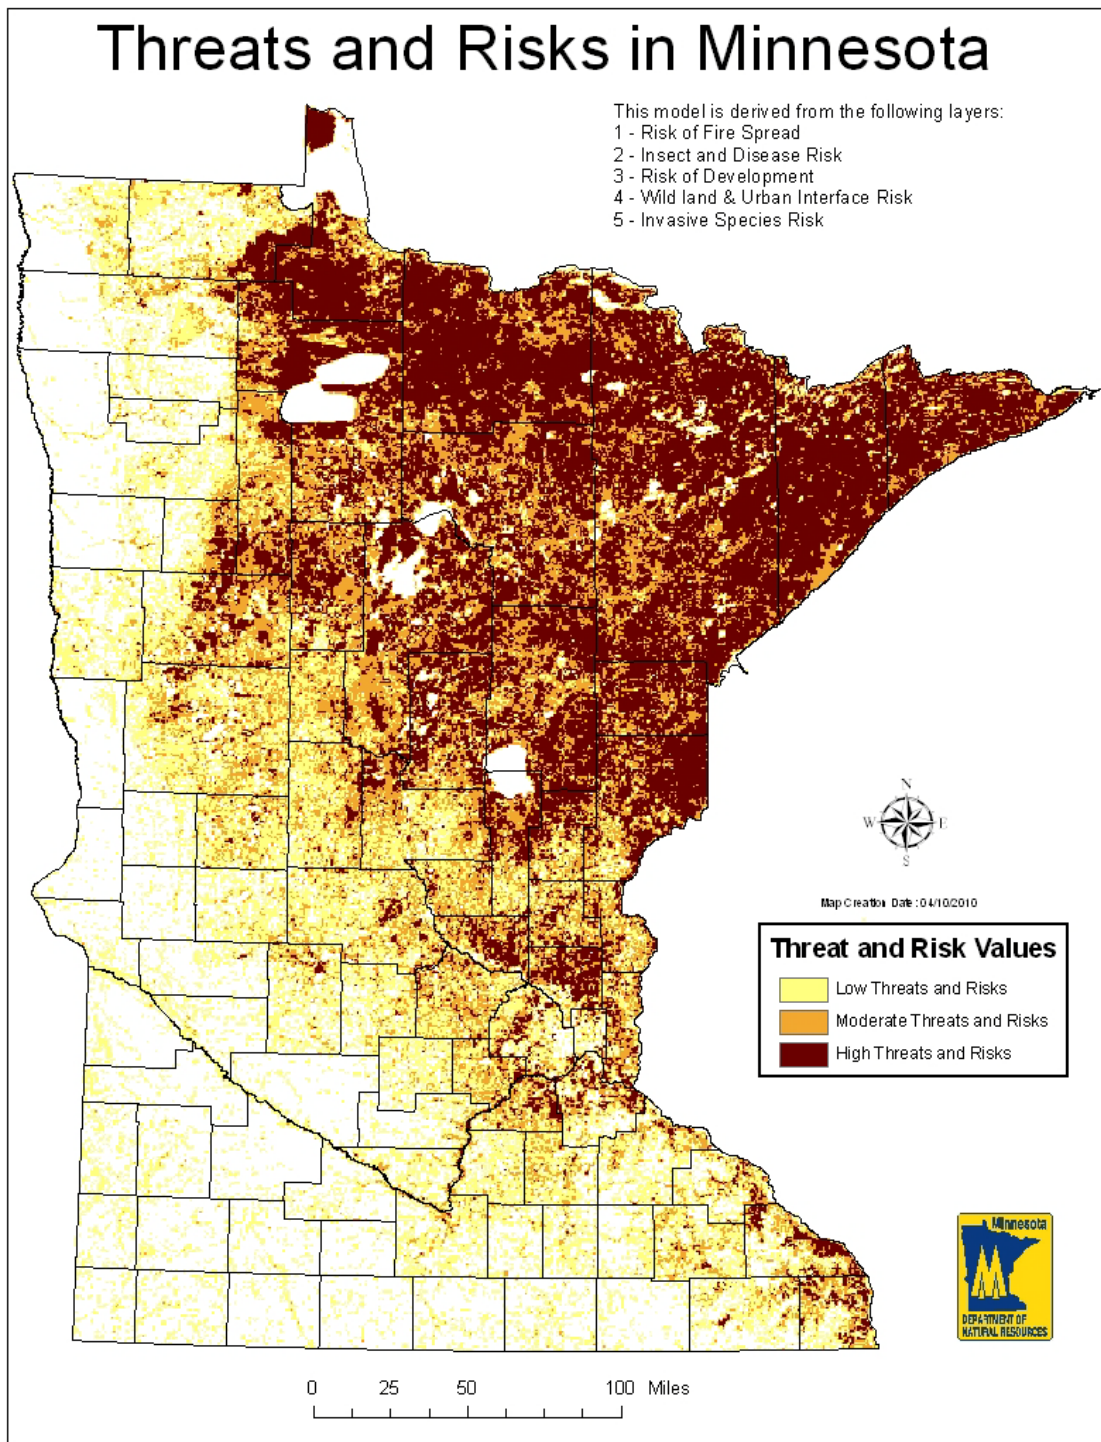 Threats and Risks in Minnesota
This model is derived from the following layers:
1 - Risk of Fire Spread
2 - Insect and Disease Risk
3 - Risk of Development
4 - Wild land & Urban Interface Risk
5 - Invasive Species Risk
N
W E
S
Map Creation Date: 04/10/2010
Threat and Risk Values
Low Threats and Risks
Moderate Threats and Risks
High Threats and Risks
Minnesota
DEPARTMENT OF
NATURAL RESOURCES
0 25 50 100 Miles